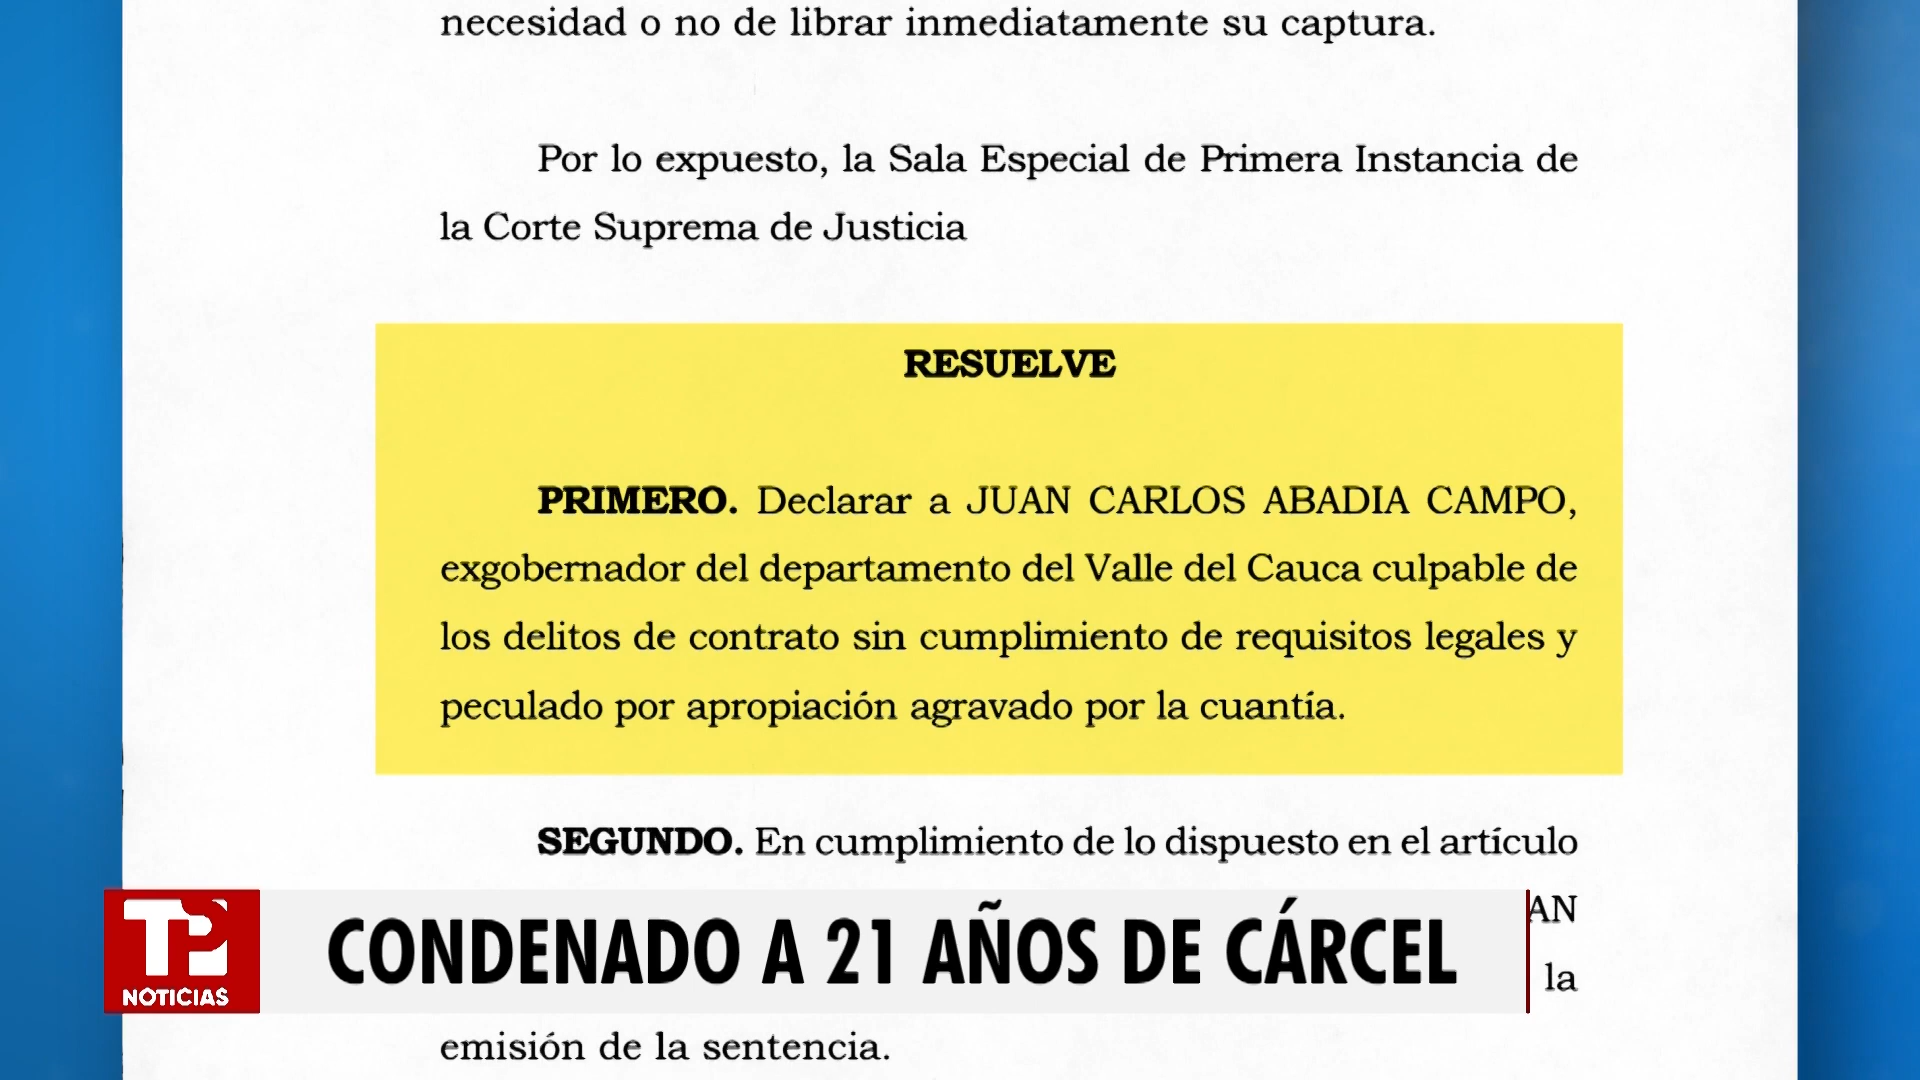 necesidad o no de librar inmediatamente su captura.
Por lo expuesto, la Sala Especial de Primera Instancia de
la Corte Suprema de Justicia
RESUELVE
PRIMERO. Declarar a JUAN CARLOS ABADIA CAMPO,
exgobernador del departamento del Valle del Cauca culpable de
los delitos de contrato sin cumplimiento de requisitos legales y
peculado por apropiación agravado por la cuantía.
SEGUNDO. En cumplimiento de lo dispuesto en el artículo
AN
la
emisión de la sentencia.
TP
NOTICIAS
CONDENADO A 21 AÑOS DE CÁRCEL